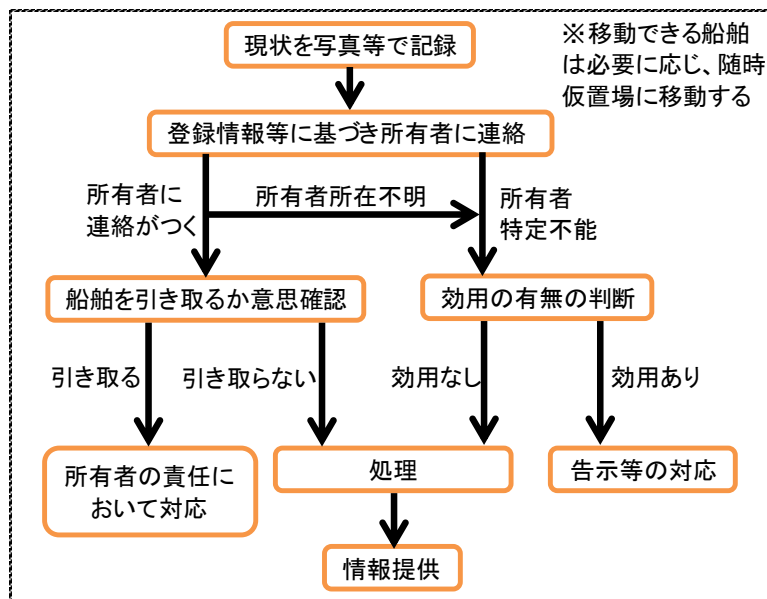 現状を写真等で記録
※移動できる船舶
は必要に応じ、随時
仮置場に移動する
登録情報等に基づき所有者に連絡
所有者に
連絡がつく
所有者所在不明
所有者
特定不能
船舶を引き取るか意思確認
効用の有無の判断
引き取る
引き取らない
効用なし
効用あり
所有者の責任に
おいて対応
処理
告示等の対応
情報提供